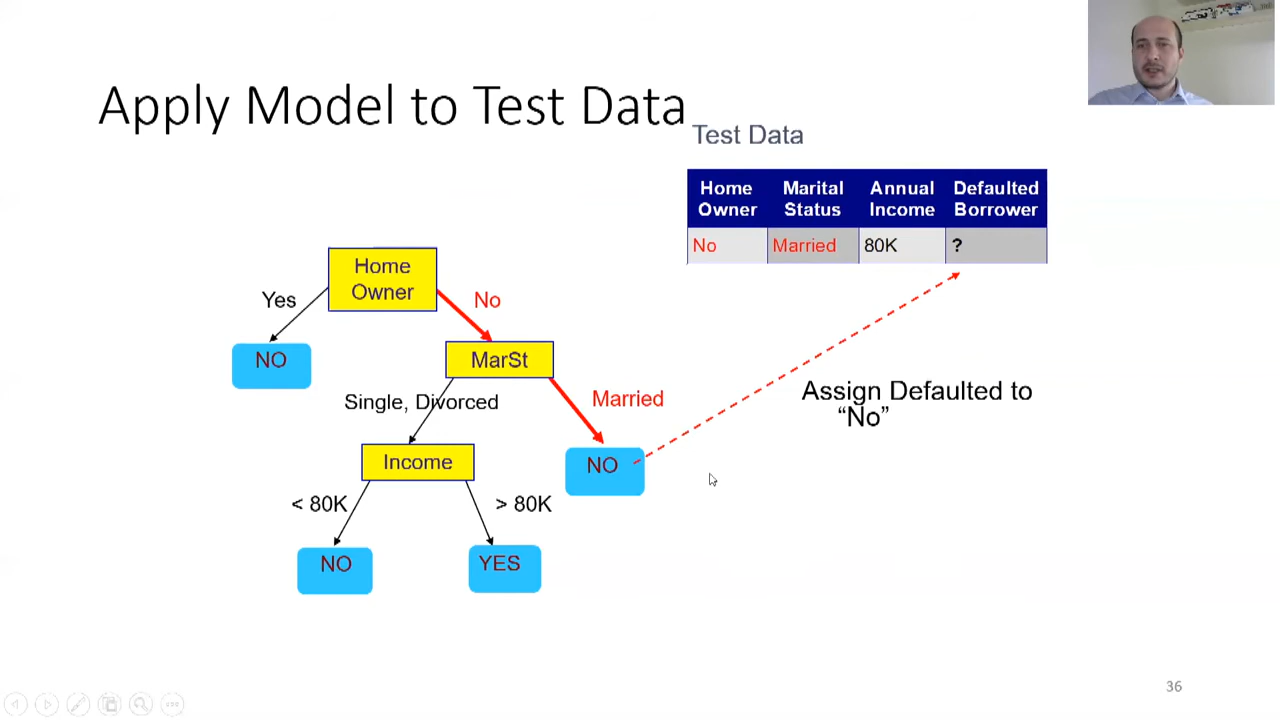 Apply Model to Test Data
Test Data
Home Owner
Marital Status
Annual Income
Defaulted Borrower
No
Married
80K
?
Home
Owner
Yes
No
NO
MarSt
Single, Divorced
Married
Income
NO
< 80K
> 80K
NO
YES
Assign Defaulted to
“No”
36